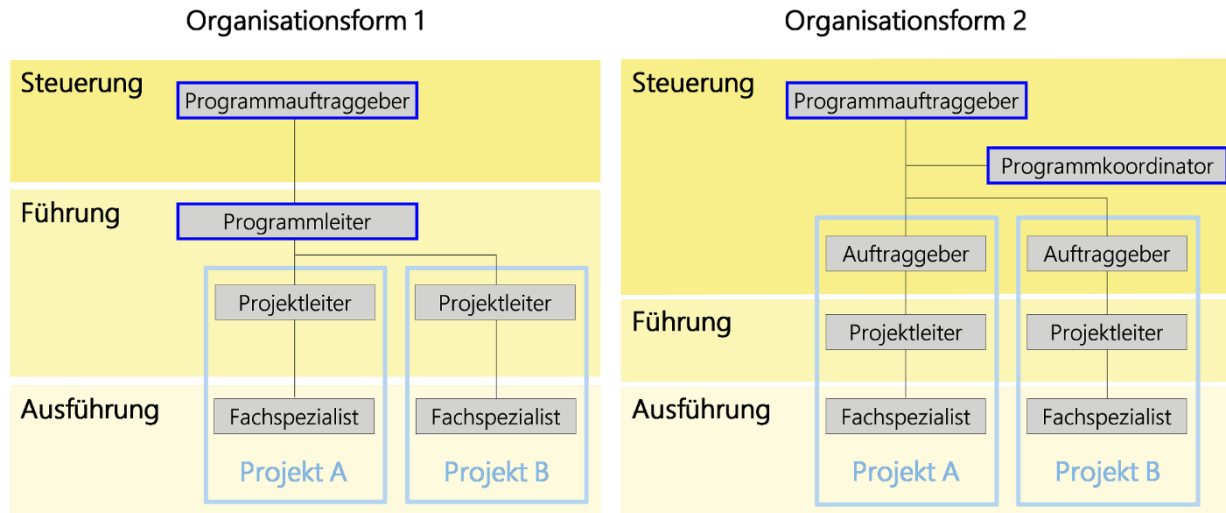 Organisationsform 1
Steuerung
Programmauftraggeber
Führung
Programmleiter
Projektleiter
Projektleiter
Ausführung
Fachspezialist
Fachspezialist
Projekt A
Projekt B
Organisationsform 2
Steuerung
Programmauftraggeber
Programmkoordinator
Auftraggeber
Auftraggeber
Führung
Projektleiter
Projektleiter
Ausführung
Fachspezialist
Fachspezialist
Projekt A
Projekt B